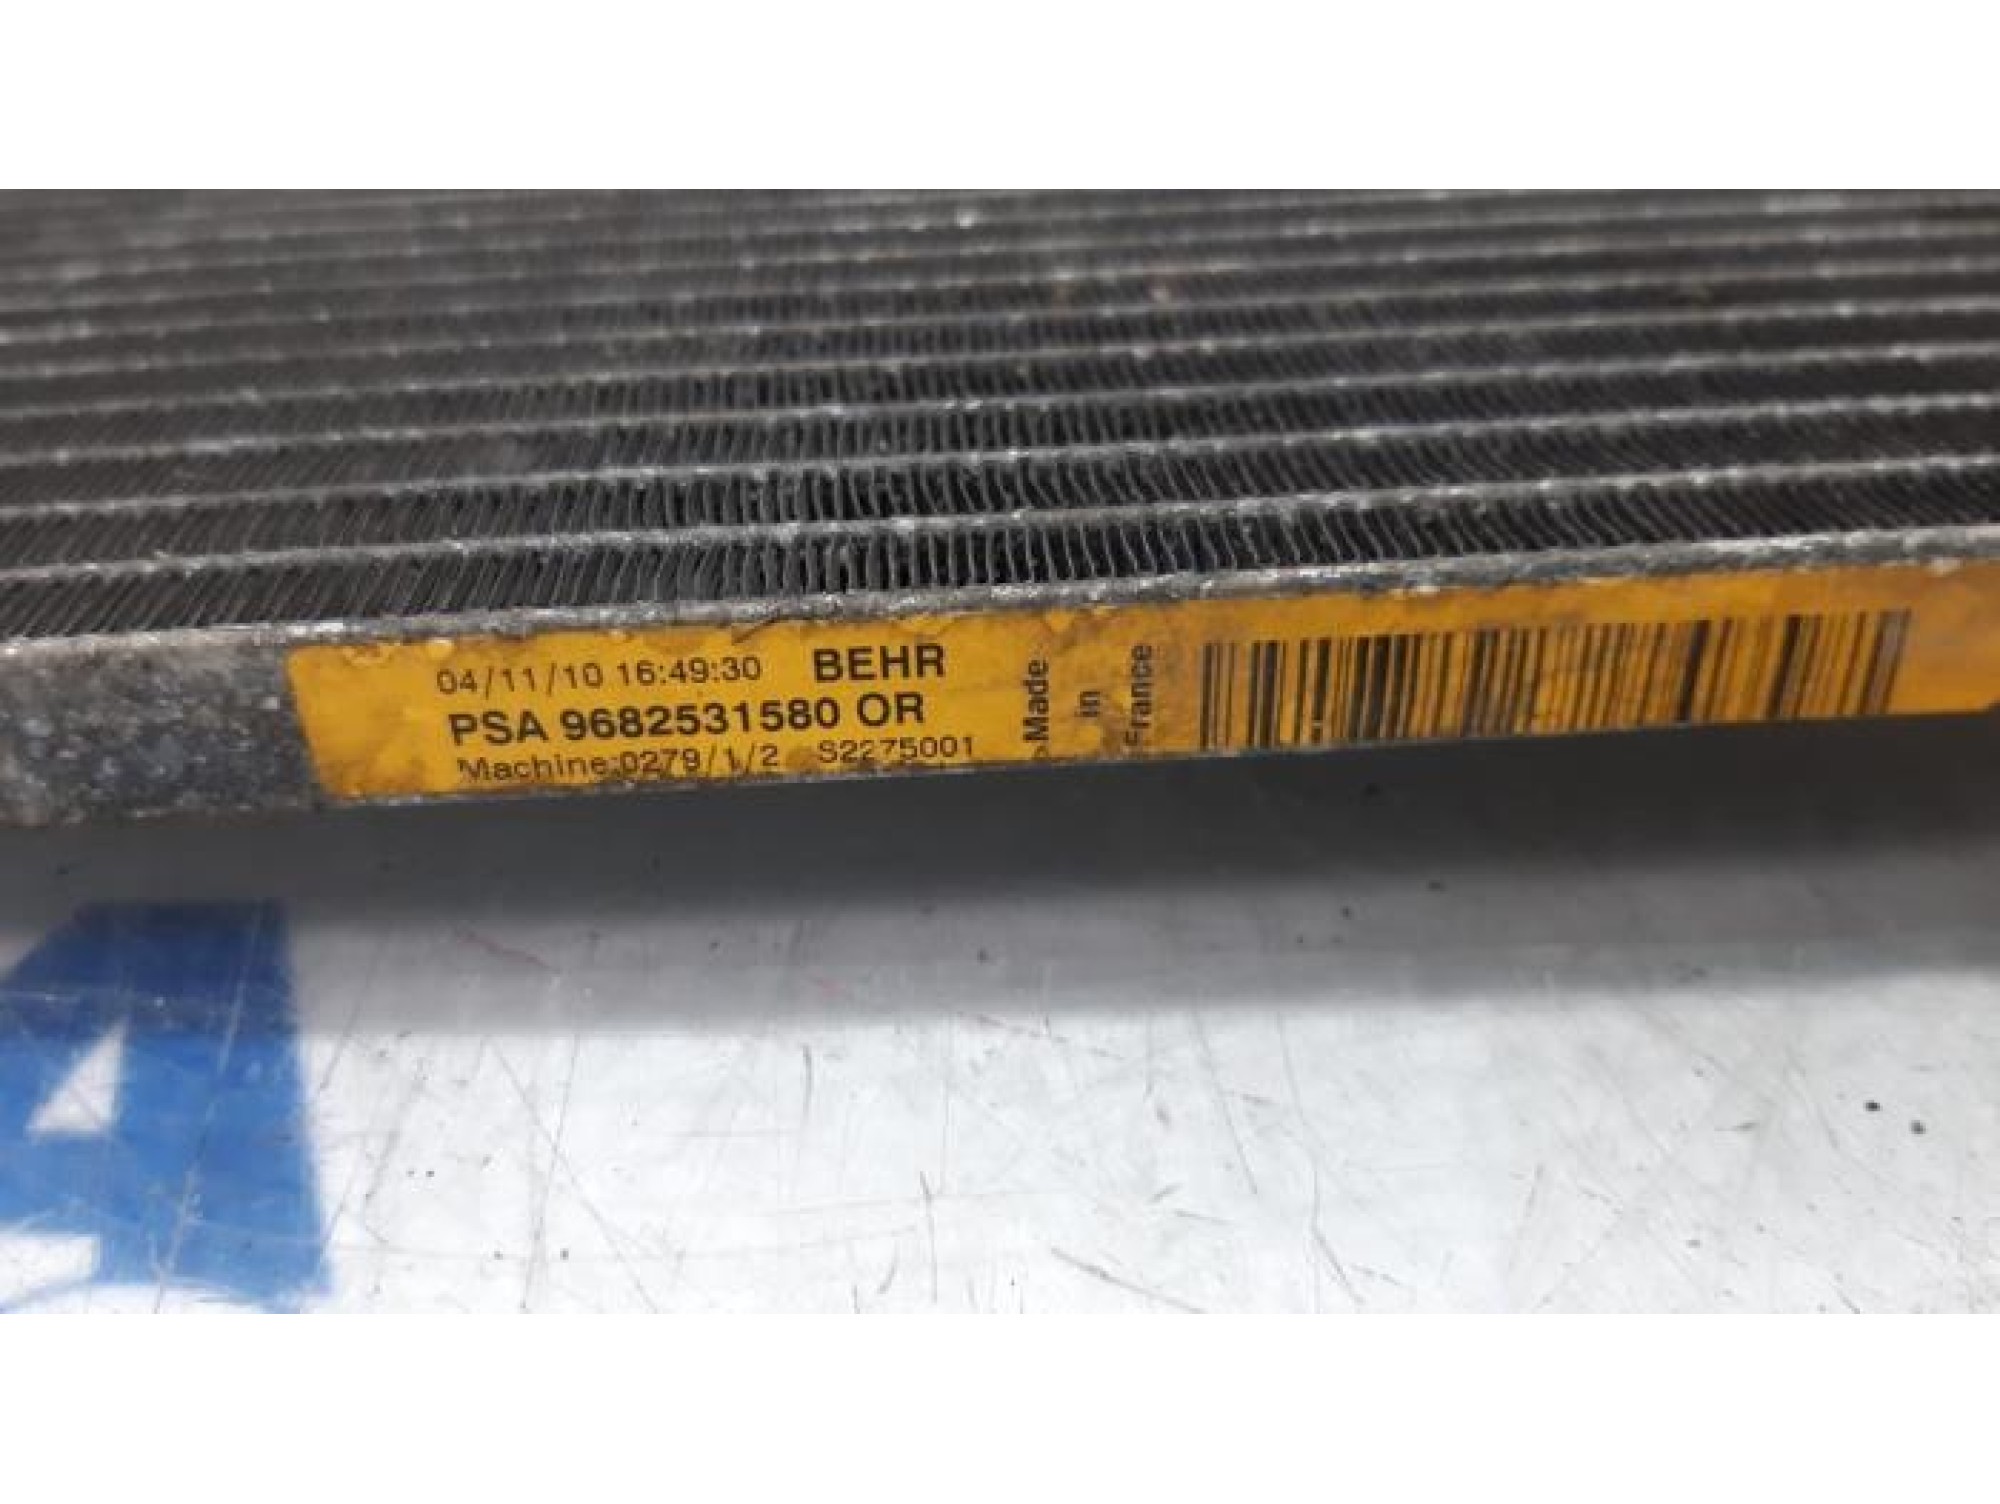 04/11/10 16:49:30 BEHR
PSA 9682531580 OR
Machine:0279/1/2 S2275001
Made
in
France